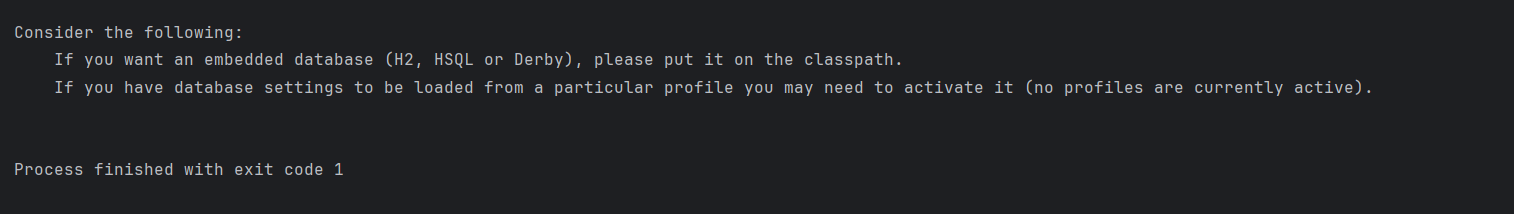 Consider the following:
If you want an embedded database (H2, HSQL or Derby), please put it on the classpath.
If you have database settings to be loaded from a particular profile you may need to activate it (no profiles are currently active).
Process finished with exit code 1